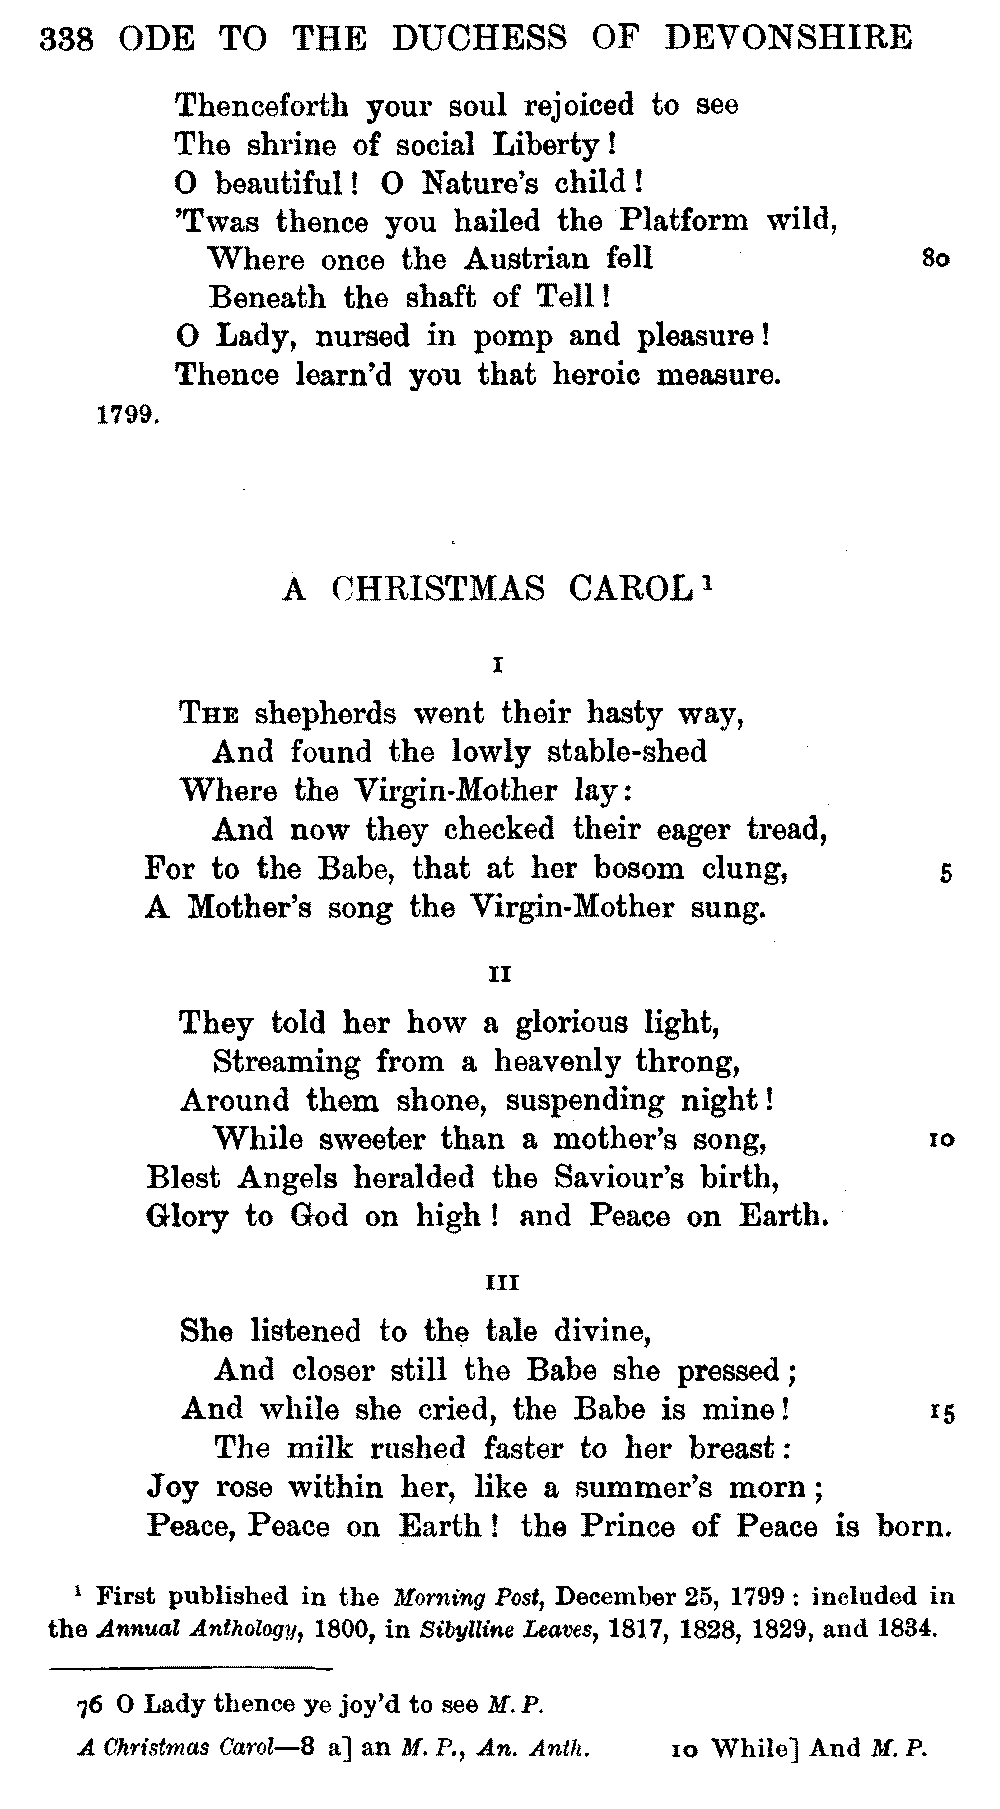 338 ODE TO THE DUCHESS OF DEVONSHIRE
Thenceforth your soul rejoiced to see
The shrine of social Liberty!
O beautiful! O Nature's child!
'Twas thence you hailed the Platform wild,
Where once the Austrian fell 80
Beneath the shaft of Tell!
O Lady, nursed in pomp and pleasure!
Thence learn'd you that heroic measure.
1799.
A CHRISTMAS CAROL ¹
I
THE shepherds went their hasty way,
And found the lowly stable-shed
Where the Virgin-Mother lay:
And now they checked their eager tread,
For to the Babe, that at her bosom clung, 5
A Mother's song the Virgin-Mother sung.
II
They told her how a glorious light,
Streaming from a heavenly throng,
Around them shone, suspending night!
While sweeter than a mother's song, 10
Blest Angels heralded the Saviour's birth,
Glory to God on high! and Peace on Earth.
III
She listened to the tale divine,
And closer still the Babe she pressed;
And while she cried, the Babe is mine! 15
The milk rushed faster to her breast:
Joy rose within her, like a summer's morn;
Peace, Peace on Earth! the Prince of Peace is born.
¹ First published in the Morning Post, December 25, 1799: included in
the Annual Anthology, 1800, in Sibylline Leaves, 1817, 1828, 1829, and 1834.
76 O Lady thence ye joy'd to see M. P.
A Christmas Carol—8 a] an M. P., An. Anth. 10 While] And M. P.